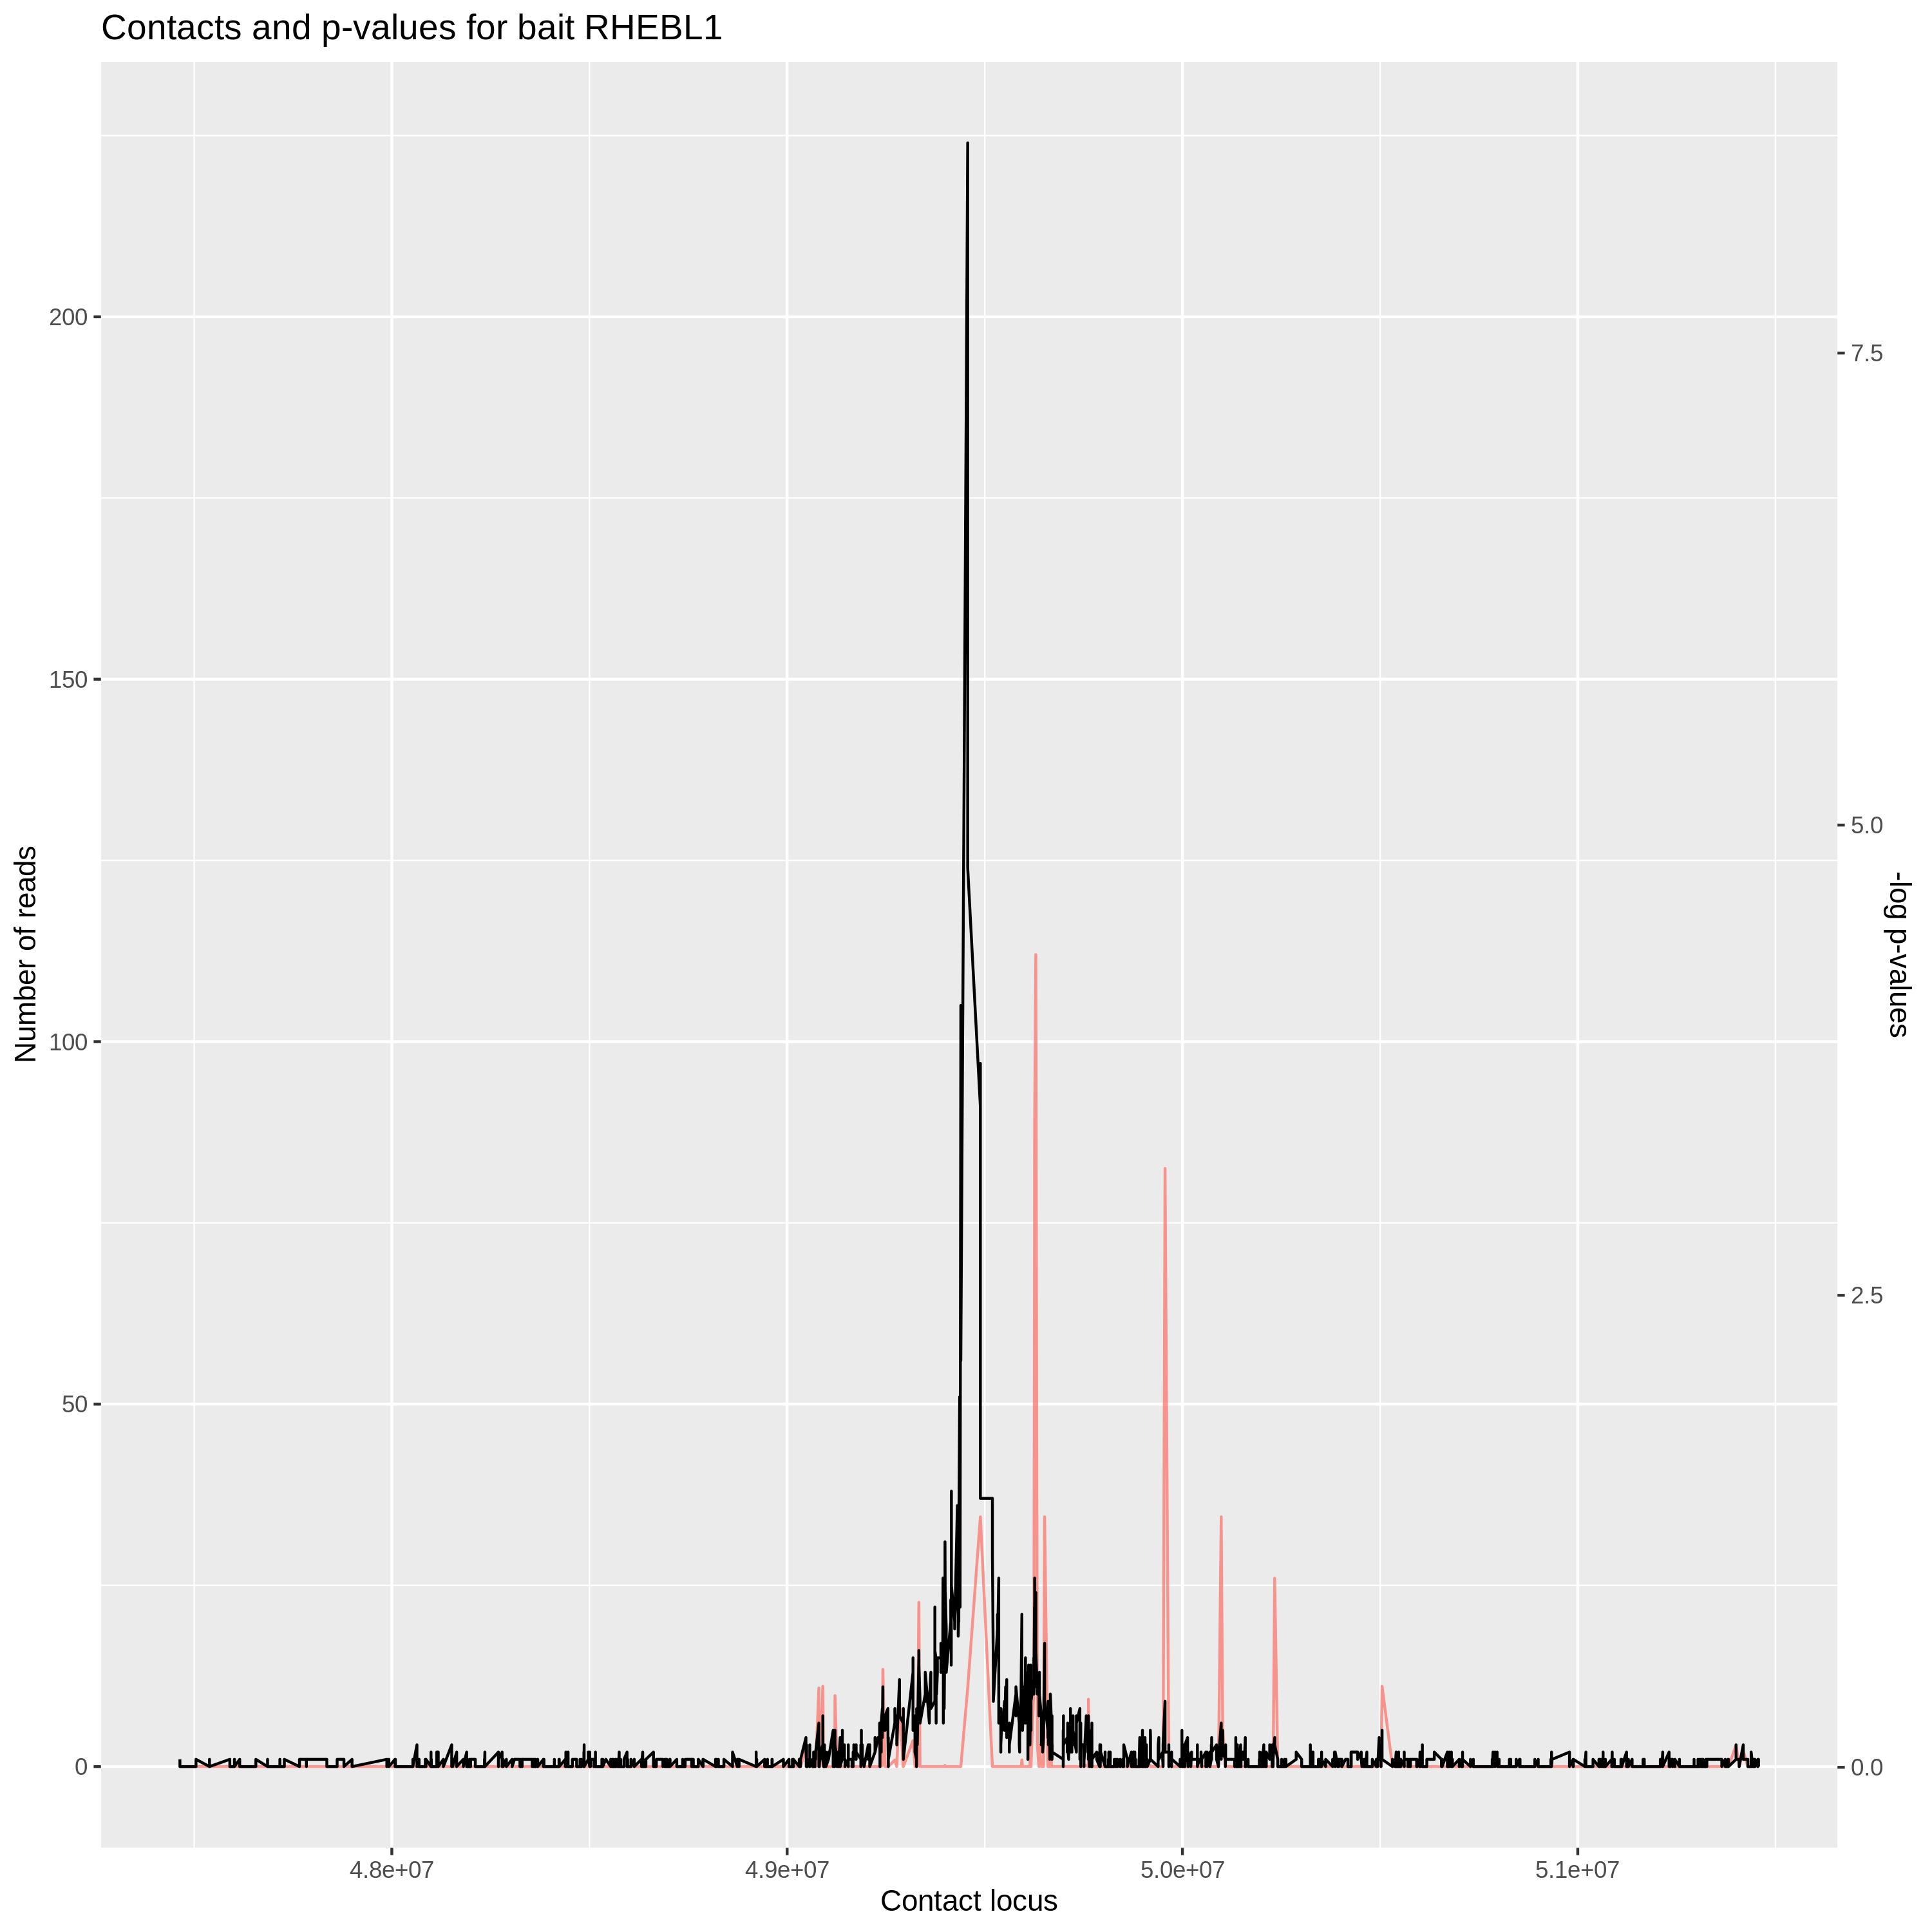 Contacts and p-values for bait RHEBL1
Number of reads
200
150
100
50
0
7.5
5.0
2.5
0.0
-log p-values
4.8e+07
4.9e+07
5.0e+07
5.1e+07
Contact locus